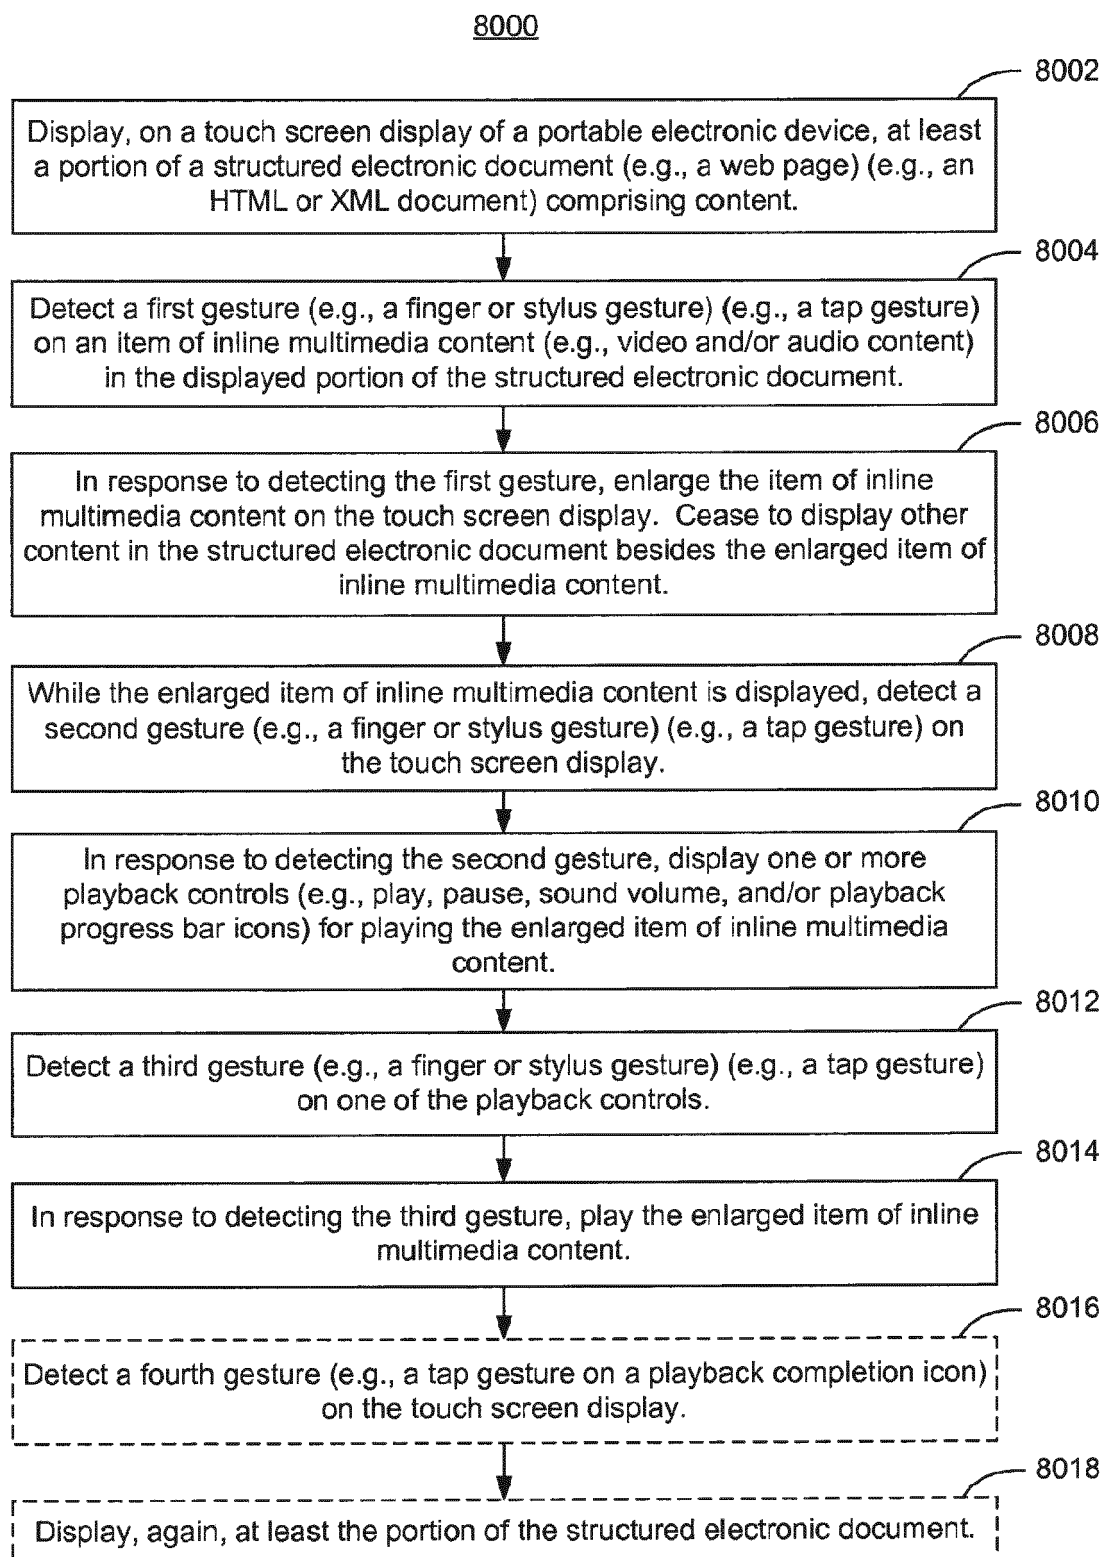 8000
8002
Display, on a touch screen display of a portable electronic device, at least
a portion of a structured electronic document (e.g., a web page) (e.g., an
HTML or XML document) comprising content.
8004
Detect a first gesture (e.g., a finger or stylus gesture) (e.g., a tap gesture)
on an item of inline multimedia content (e.g., video and/or audio content)
in the displayed portion of the structured electronic document.
8006
In response to detecting the first gesture, enlarge the item of inline
multimedia content on the touch screen display. Cease to display other
content in the structured electronic document besides the enlarged item of
inline multimedia content.
8008
While the enlarged item of inline multimedia content is displayed, detect a
second gesture (e.g., a finger or stylus gesture) (e.g., a tap gesture) on
the touch screen display.
8010
In response to detecting the second gesture, display one or more
playback controls (e.g., play, pause, sound volume, and/or playback
progress bar icons) for playing the enlarged item of inline multimedia
content.
8012
Detect a third gesture (e.g., a finger or stylus gesture) (e.g., a tap gesture)
on one of the playback controls.
8014
In response to detecting the third gesture, play the enlarged item of inline
multimedia content.
8016
Detect a fourth gesture (e.g., a tap gesture on a playback completion icon)
on the touch screen display.
8018
Display, again, at least the portion of the structured electronic document.